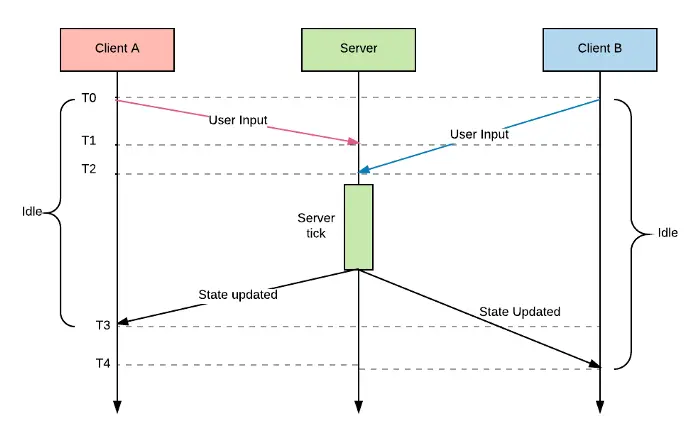 Client A
Server
Client B
T0
User Input
T1
User Input
T2
Idle
Server
tick
Idle
State updated
State Updated
T3
T4